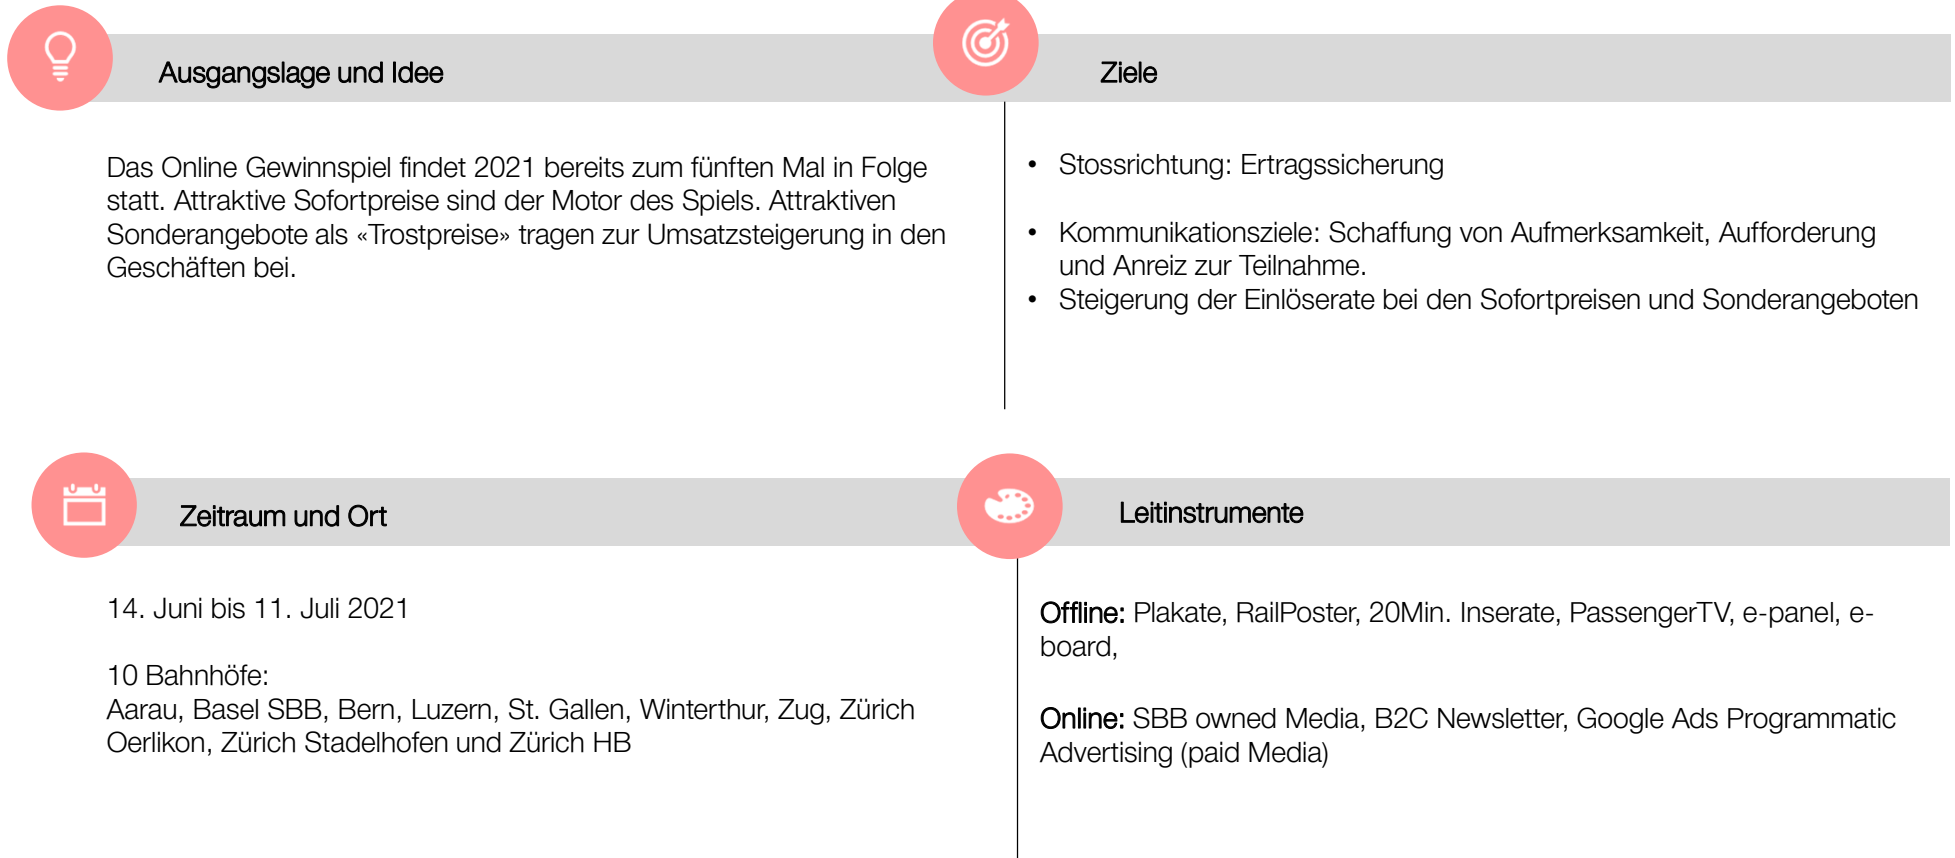 Ausgangslage und Idee
Das Online Gewinnspiel findet 2021 bereits zum fünften Mal in Folge
statt. Attraktive Sofortpreise sind der Motor des Spiels. Attraktiven
Sonderangebote als «Trostpreise» tragen zur Umsatzsteigerung in den
Geschäften bei.
Ziele
• Stossrichtung: Ertragssicherung
• Kommunikationsziele: Schaffung von Aufmerksamkeit, Aufforderung
und Anreiz zur Teilnahme.
• Steigerung der Einlöserate bei den Sofortpreisen und Sonderangeboten
Zeitraum und Ort
14. Juni bis 11. Juli 2021
10 Bahnhöfe:
Aarau, Basel SBB, Bern, Luzern, St. Gallen, Winterthur, Zug, Zürich
Oerlikon, Zürich Stadelhofen und Zürich HB
Leitinstrumente
Offline: Plakate, RailPoster, 20Min. Inserate, PassengerTV, e-panel, e-
board,
Online: SBB owned Media, B2C Newsletter, Google Ads Programmatic
Advertising (paid Media)